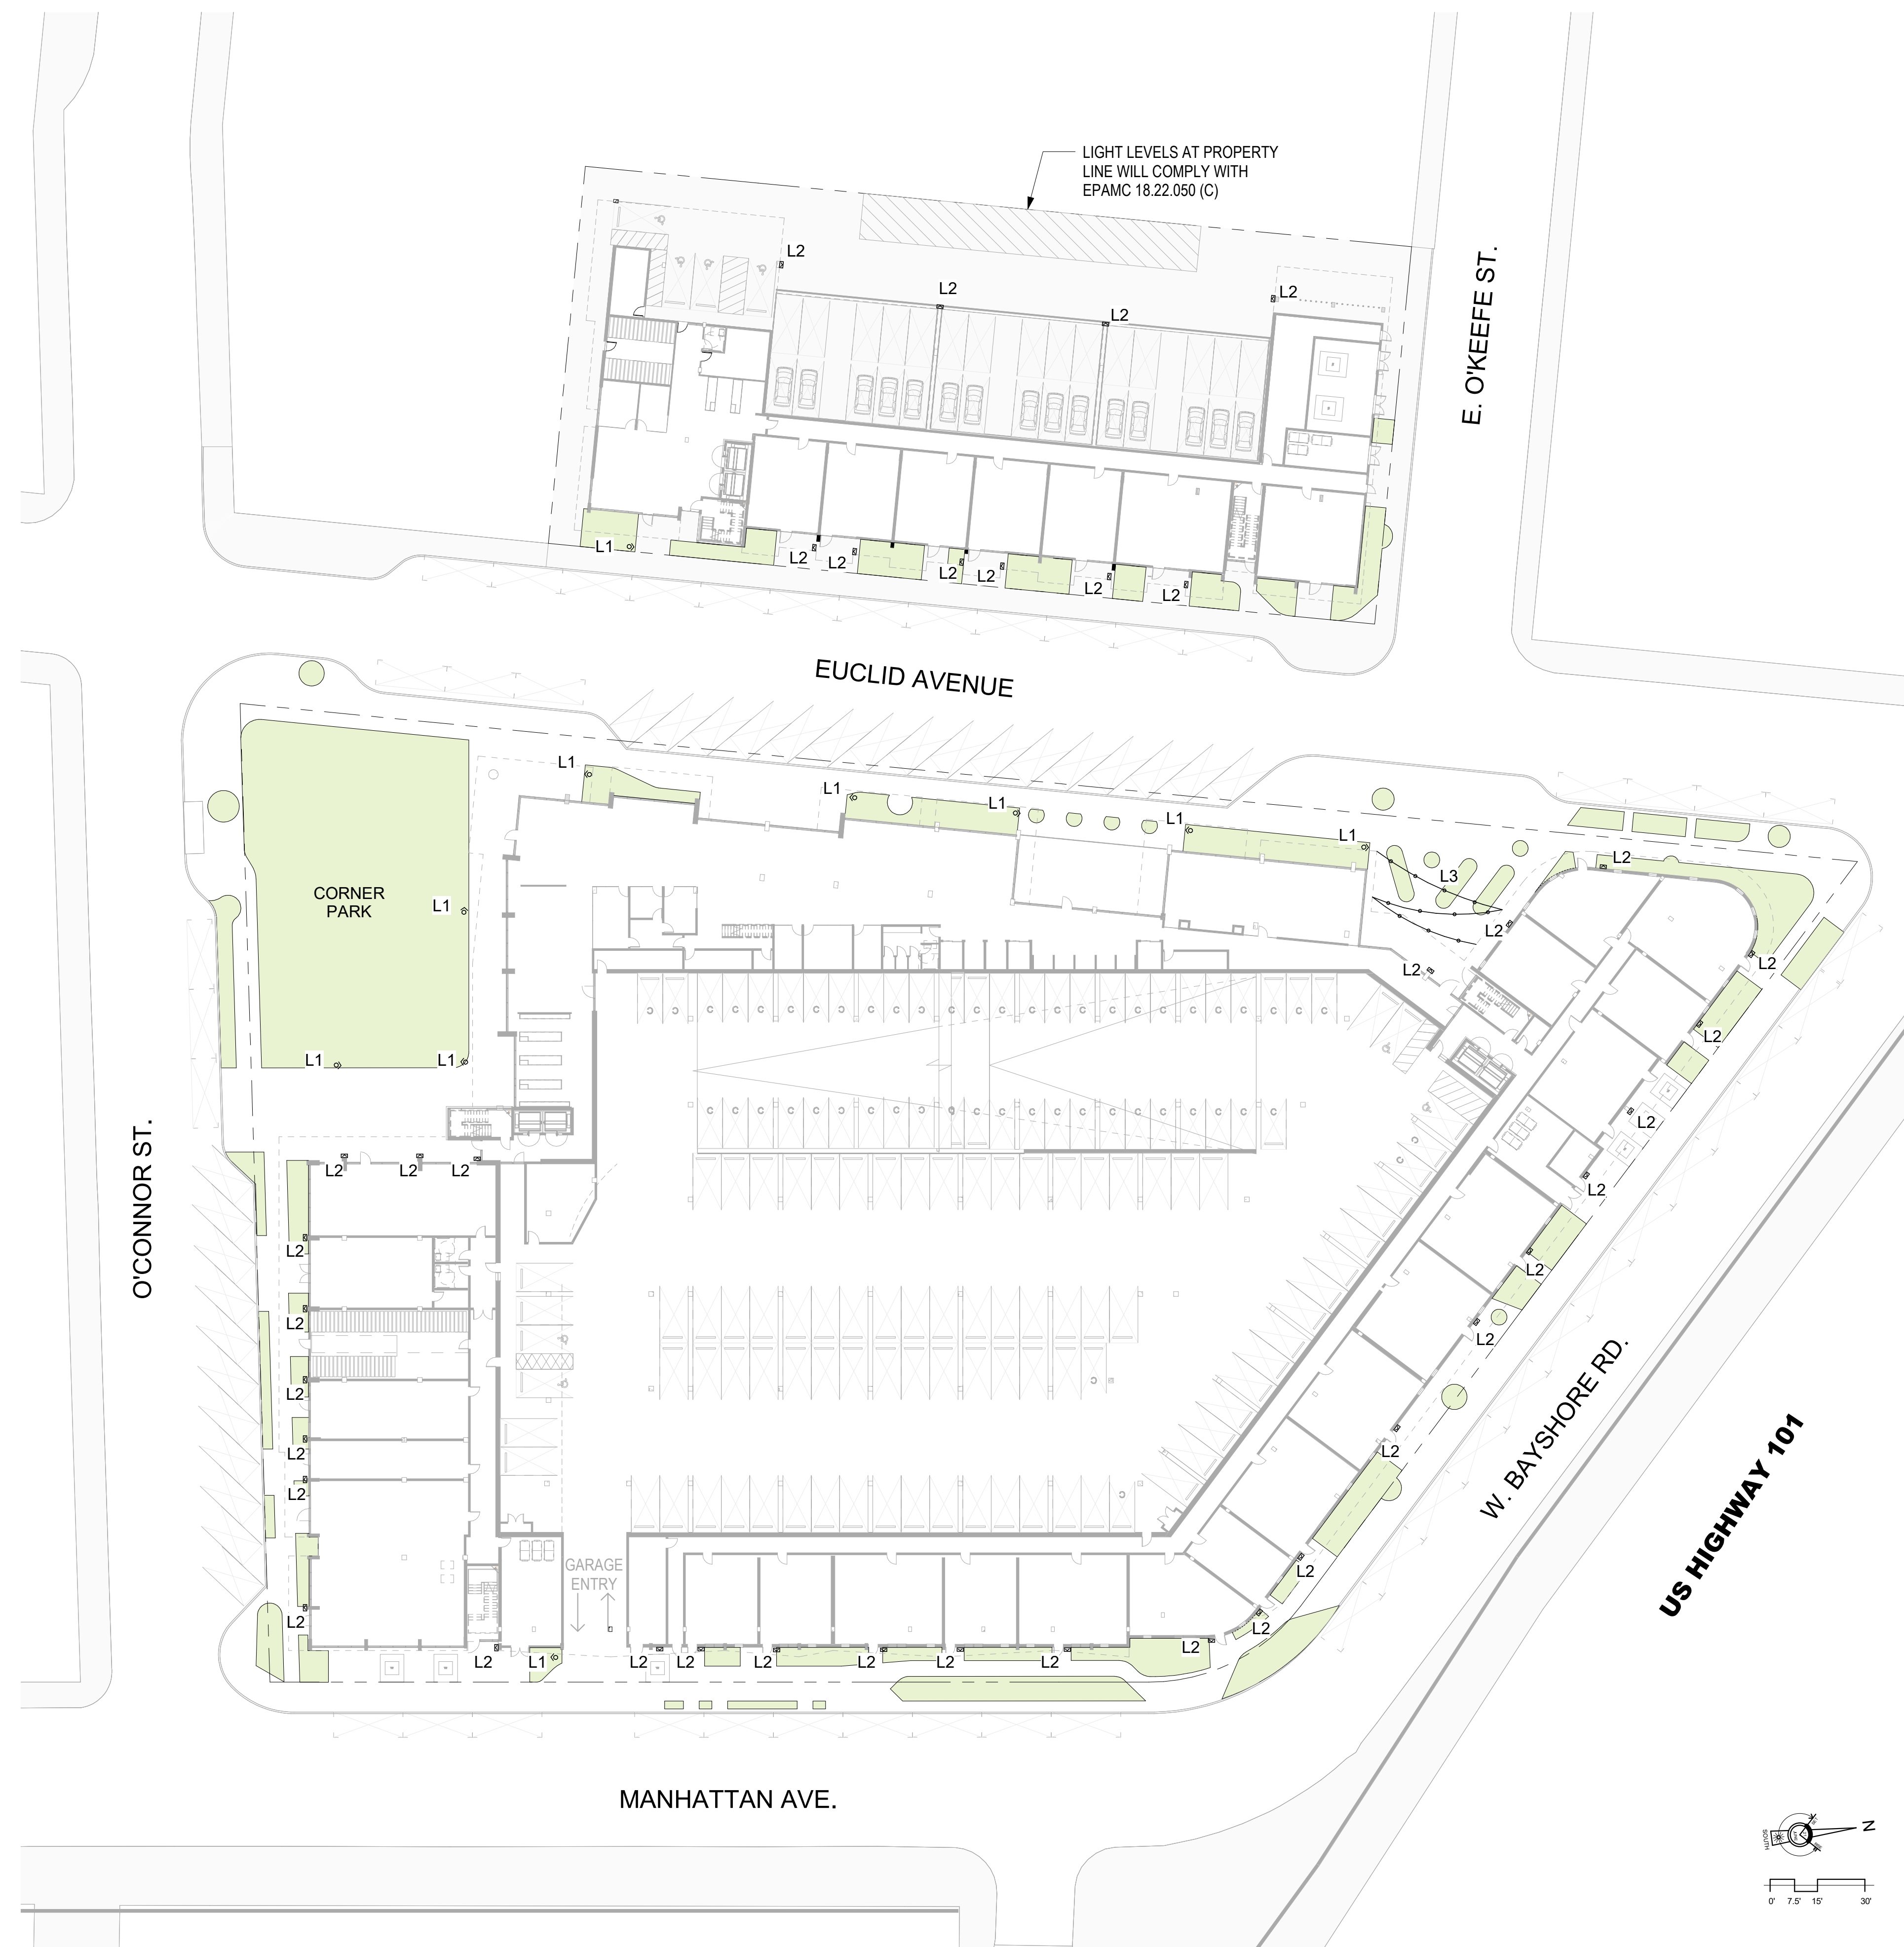 LIGHT LEVELS AT PROPERTY
LINE WILL COMPLY WITH
EPAMC 18.22.050 (C)
L2
L2
L2
L2
E. O'KEEFE ST.
L1
L2
L2
L2
L2
L2
L2
EUCLID AVENUE
L1
L1
L1
L1
L1
L3
L2
L2
L2
L2
CORNER
PARK
L1
L1
L1
L2
L2
L2
L2
L2
L2
O'CONNOR ST.
L2
L2
L2
L2
L2
L2
L2
L2
L2
L2
L2
W. BAYSHORE RD.
US HIGHWAY 101
GARAGE
ENTRY
L2
L1
L2
L2
L2
L2
L2
L2
L2
L2
MANHATTAN AVE.
SOUTH
N
0' 7.5' 15' 30'